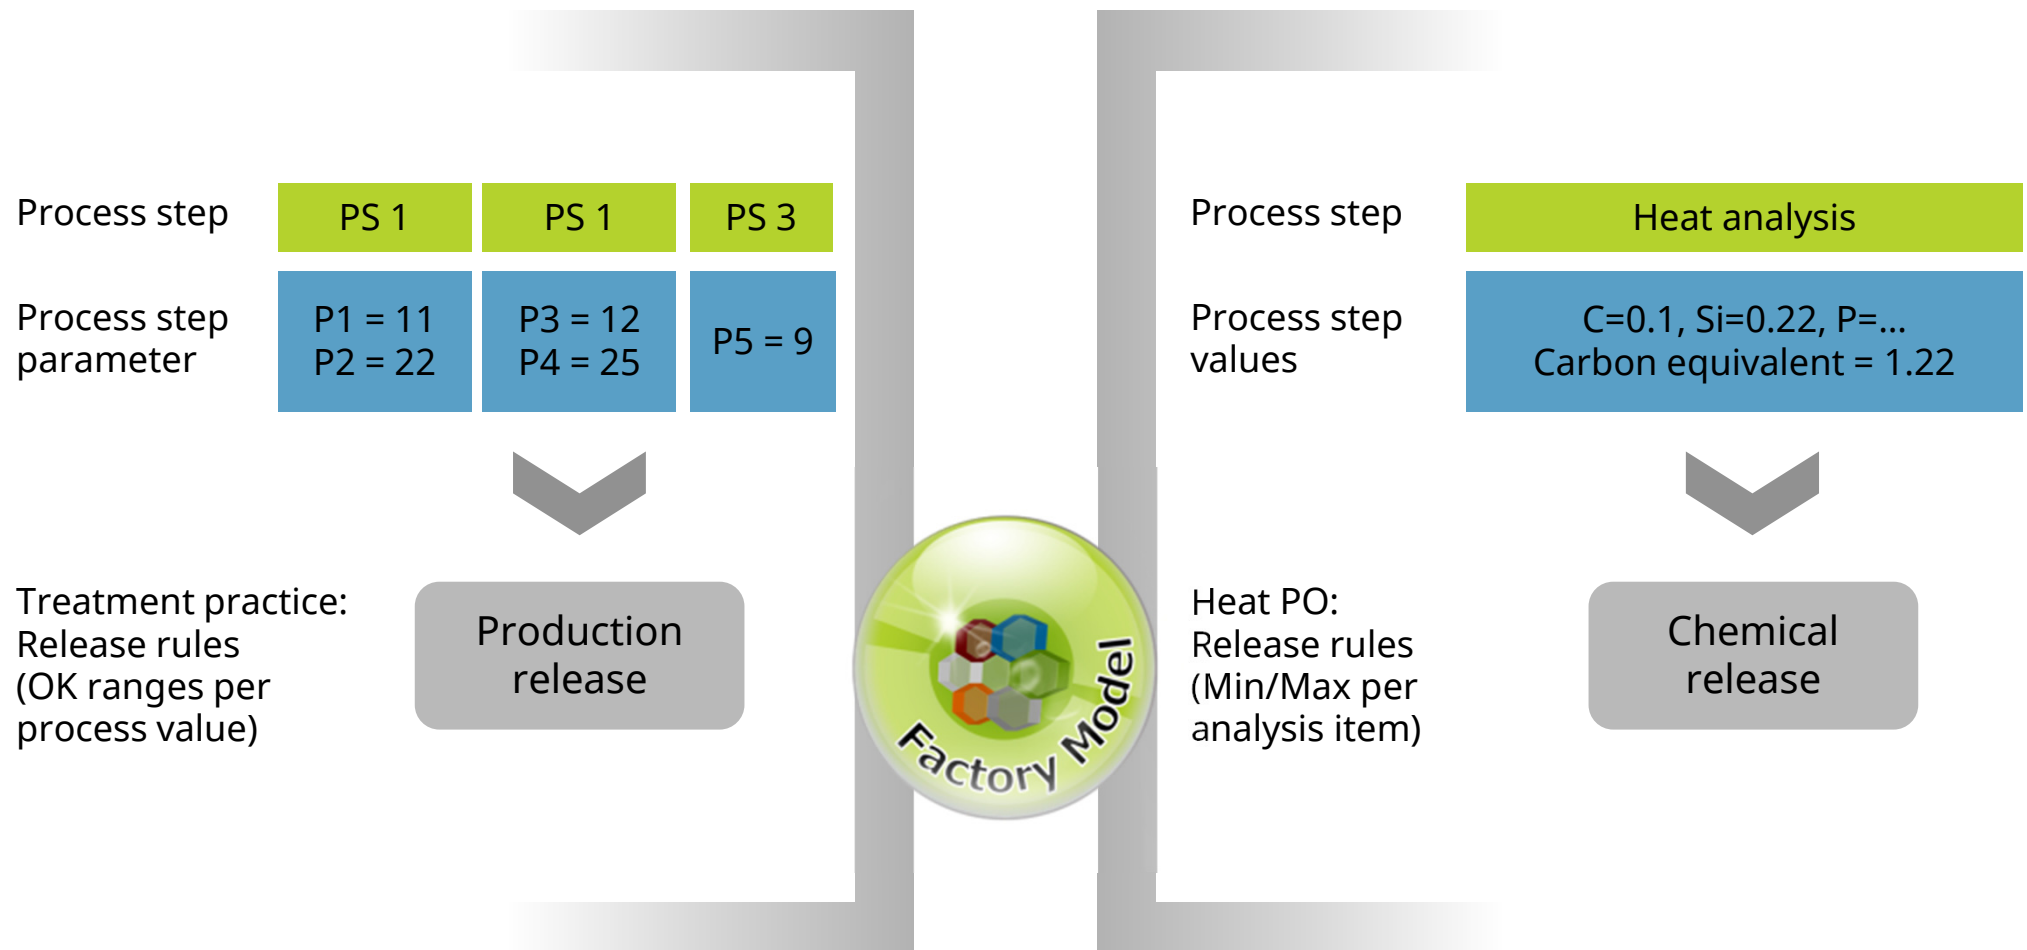 Process step
PS 1
PS 1
PS 3
Process step
parameter
P1 = 11
P2 = 22
P3 = 12
P4 = 25
P5 = 9
Treatment practice:
Release rules
(OK ranges per
process value)
Production
release
Factory Model
Process step
Heat analysis
Process step
values
C=0.1, Si=0.22, P=...
Carbon equivalent = 1.22
Heat PO:
Release rules
(Min/Max per
analysis item)
Chemical
release